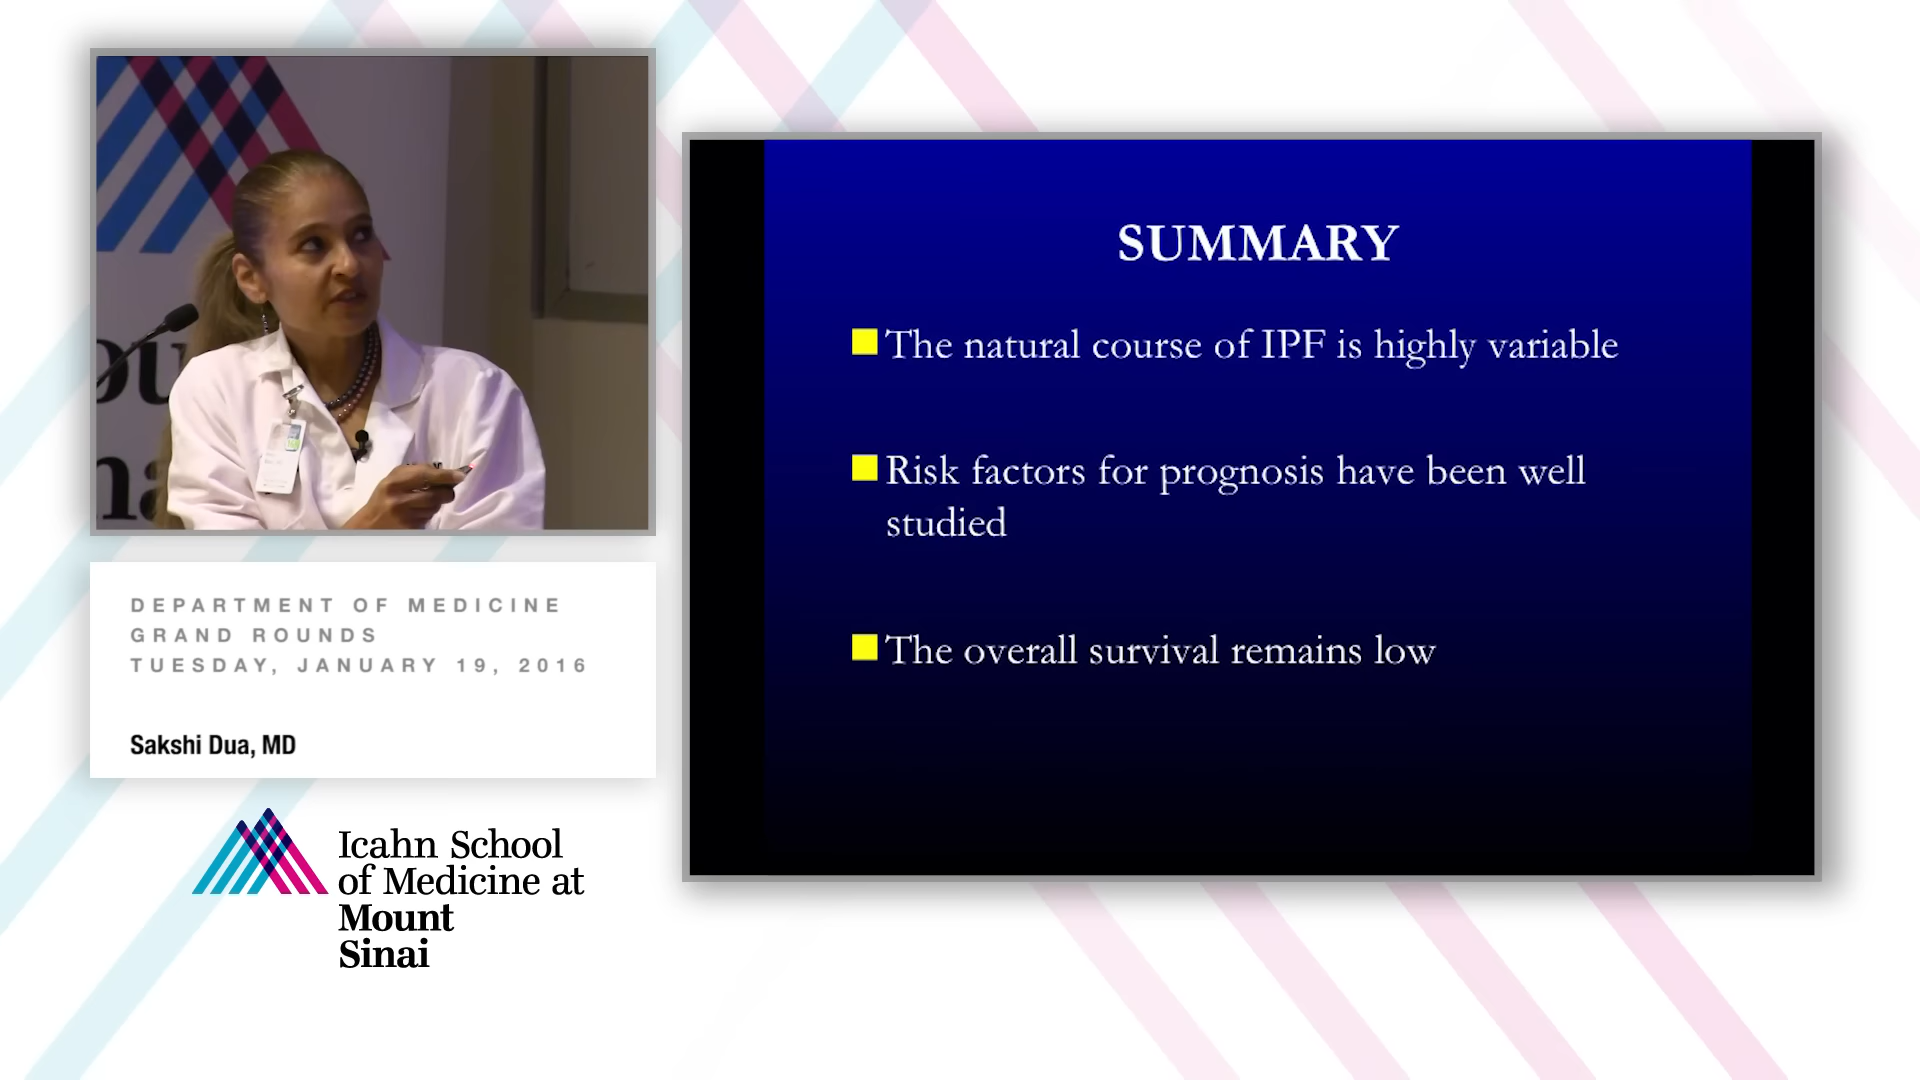 DEPARTMENT OF MEDICINE
GRAND ROUNDS
TUESDAY, JANUARY 19, 2016
Sakshi Dua, MD
Icahn School
of Medicine at
Mount
Sinai
SUMMARY
The natural course of IPF is highly variable
Risk factors for prognosis have been well
studied
The overall survival remains low